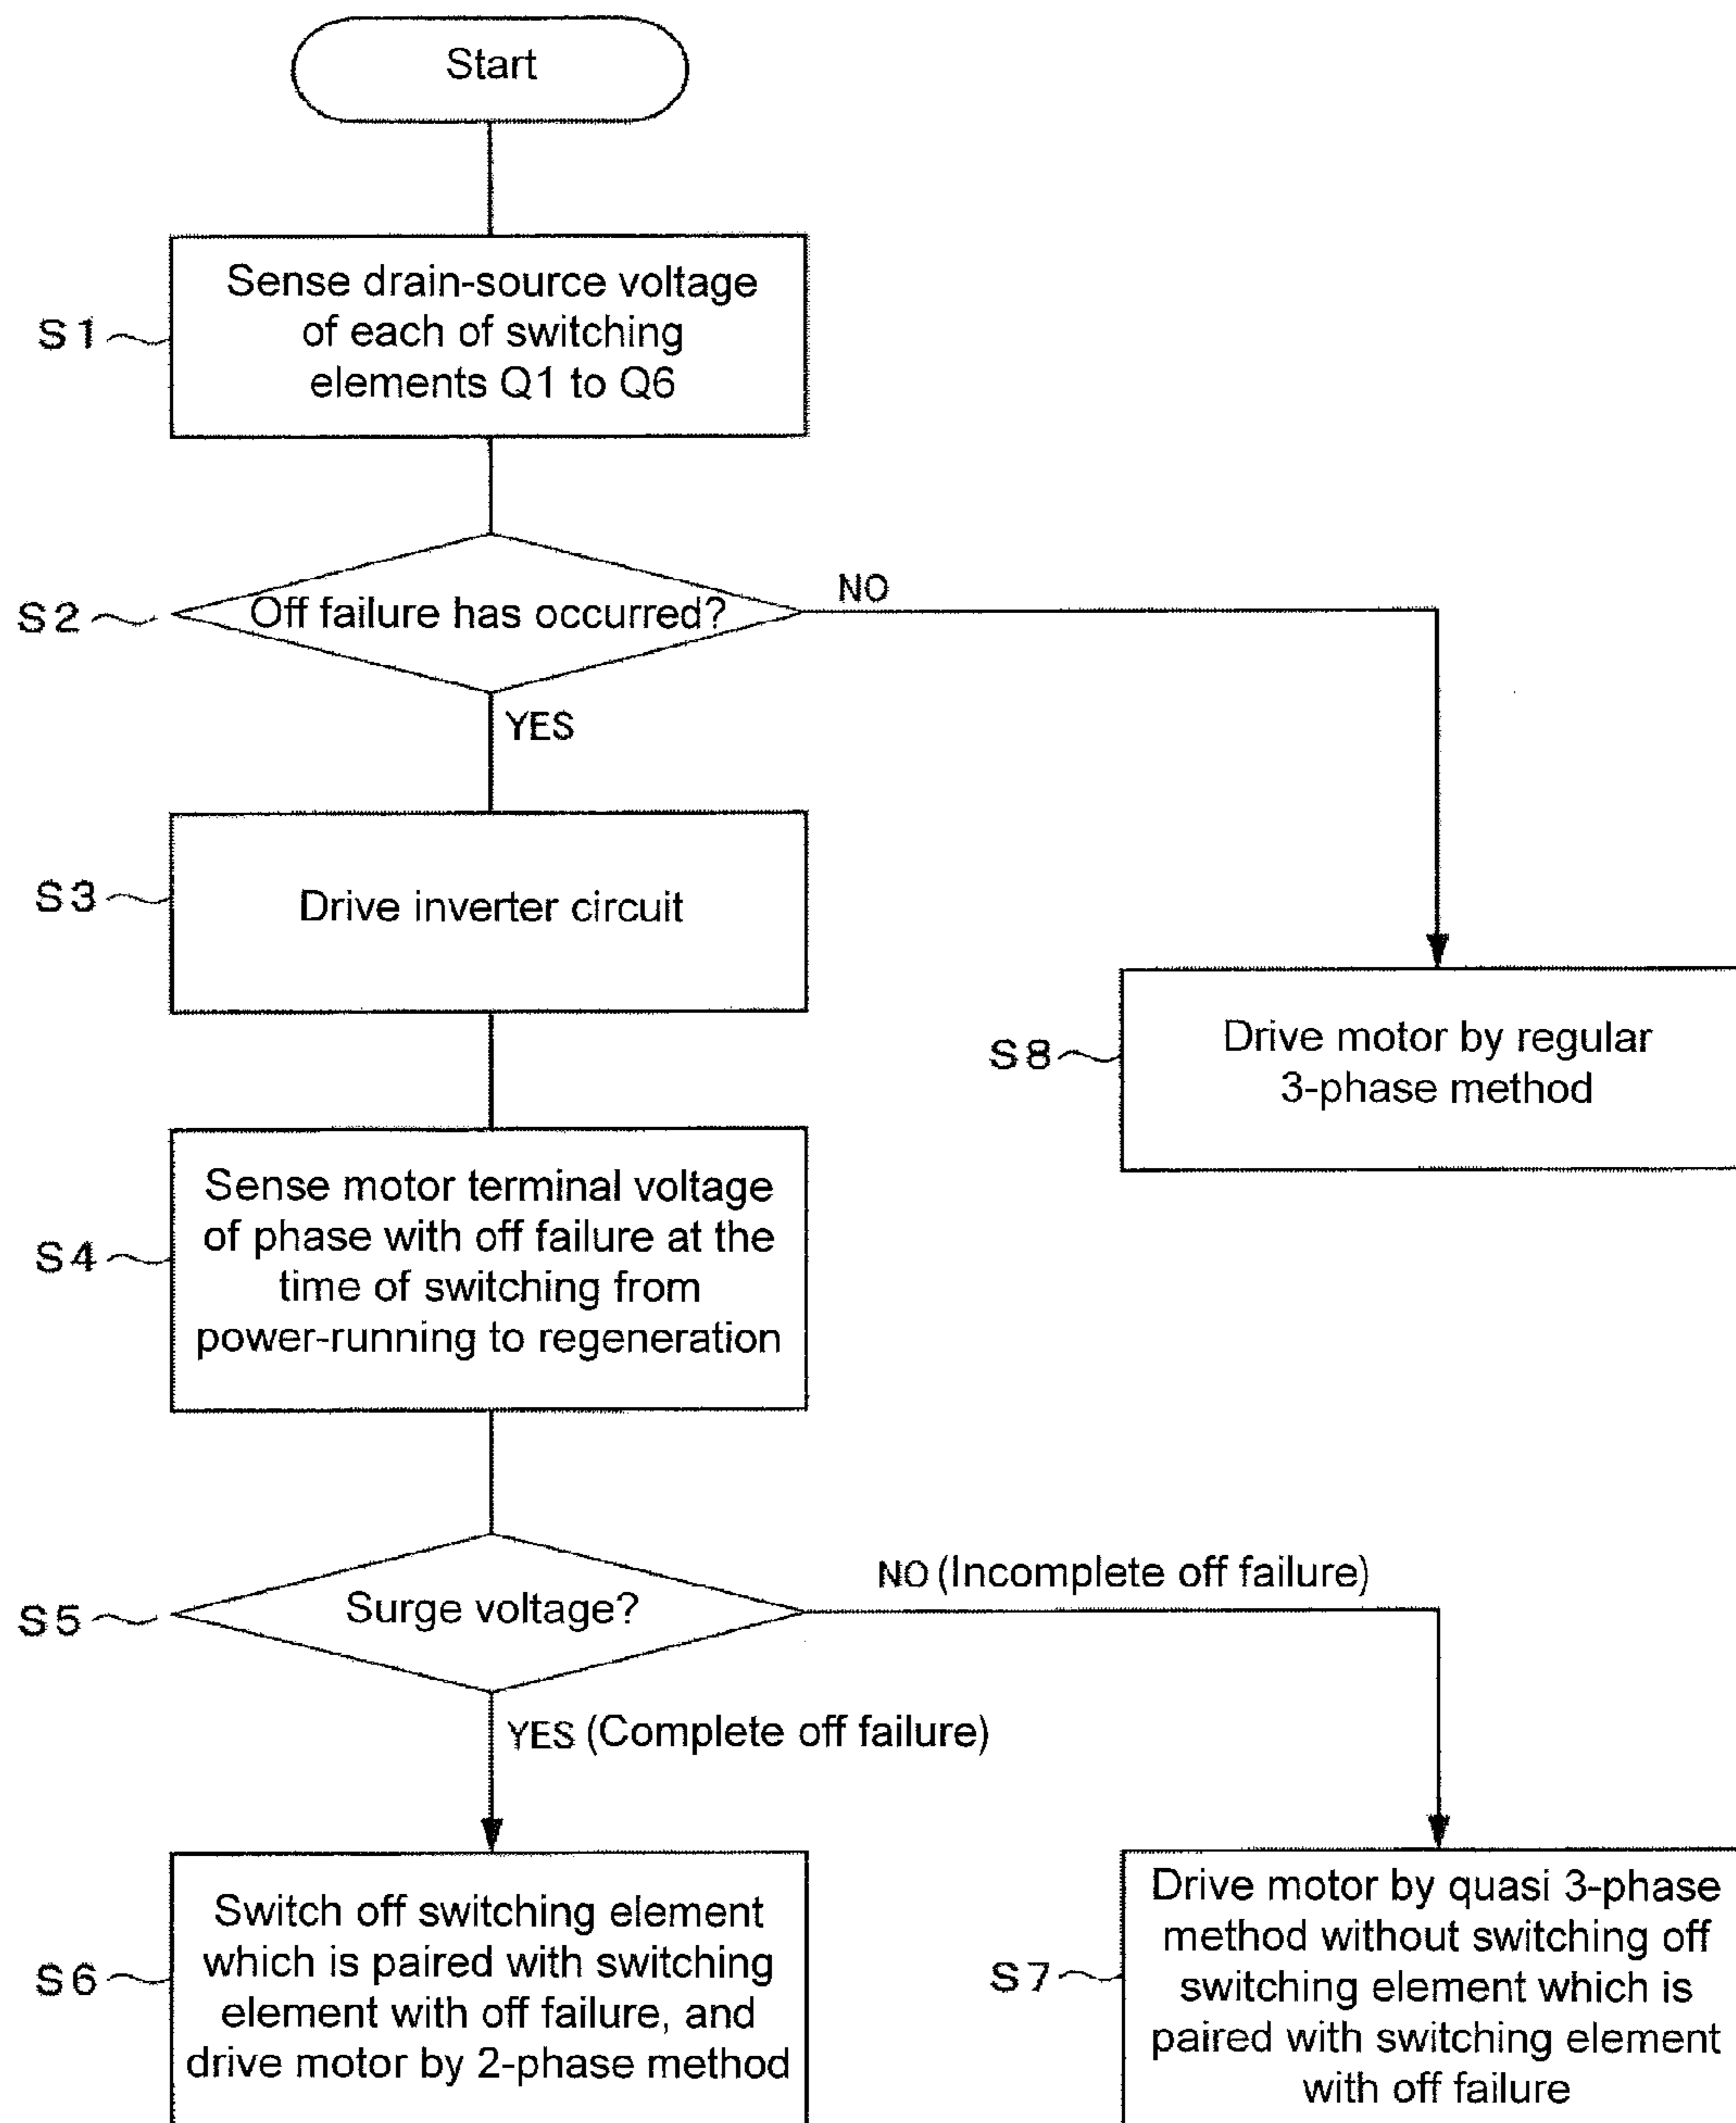 Start
S1
Sense drain-source voltage
of each of switching
elements Q1 to Q6
S2
Off failure has occurred?
NO
YES
S3
Drive inverter circuit
S8
Drive motor by regular
3-phase method
S4
Sense motor terminal voltage
of phase with off failure at the
time of switching from
power-running to regeneration
S5
Surge voltage?
NO (Incomplete off failure)
YES (Complete off failure)
S6
Switch off switching element
which is paired with switching
element with off failure, and
drive motor by 2-phase method
S7
Drive motor by quasi 3-phase
method without switching off
switching element which is
paired with switching element
with off failure